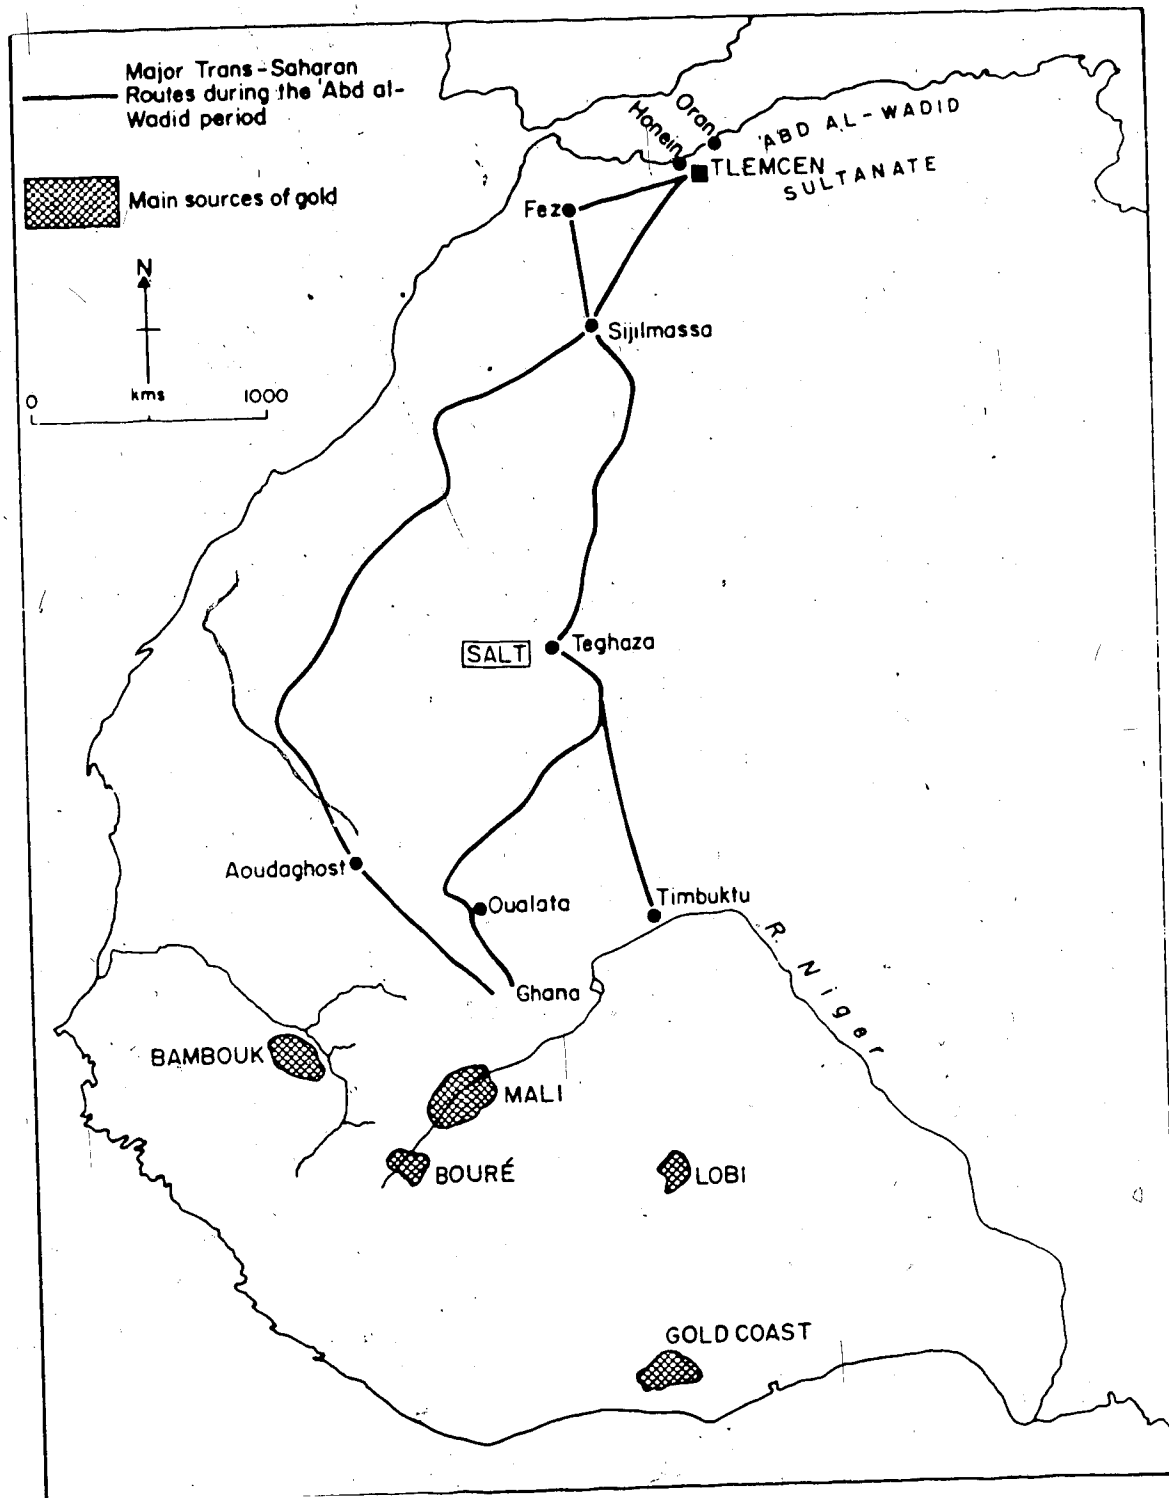 Major Trans-Saharan
Routes during the 'Abd al-
Wadid period
Main sources of gold
N
kms
0
1000
Oran
Honein
'ABD AL-WADID
SULTANATE
TLEMCEN
Fez
Sijilmassa
SALT
Teghaza
Aoudaghost
Oualata
Timbuktu
Ghana
R. Niger
BAMBOUK
MALI
BOURÉ
LOBI
GOLD COAST